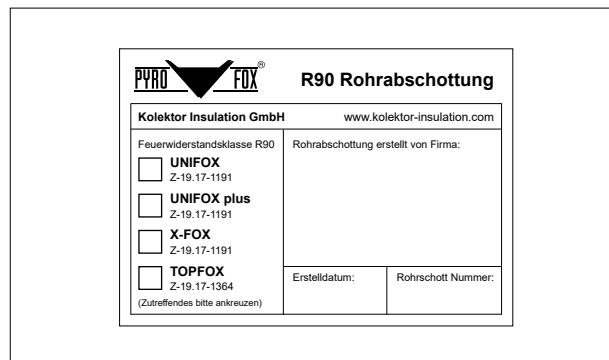 PYRO FOX ®
R90 Rohrabschottung
Kolektor Insulation GmbH
www.kolektor-insulation.com
Feuerwiderstandsklasse R90
UNIFOX
Z-19.17-1191
UNIFOX plus
Z-19.17-1191
X-FOX
Z-19.17-1191
TOPFOX
Z-19.17-1364
(Zutreffendes bitte ankreuzen)
Rohrabschottung erstellt von Firma:
Erstelldatum:
Rohrschott Nummer: